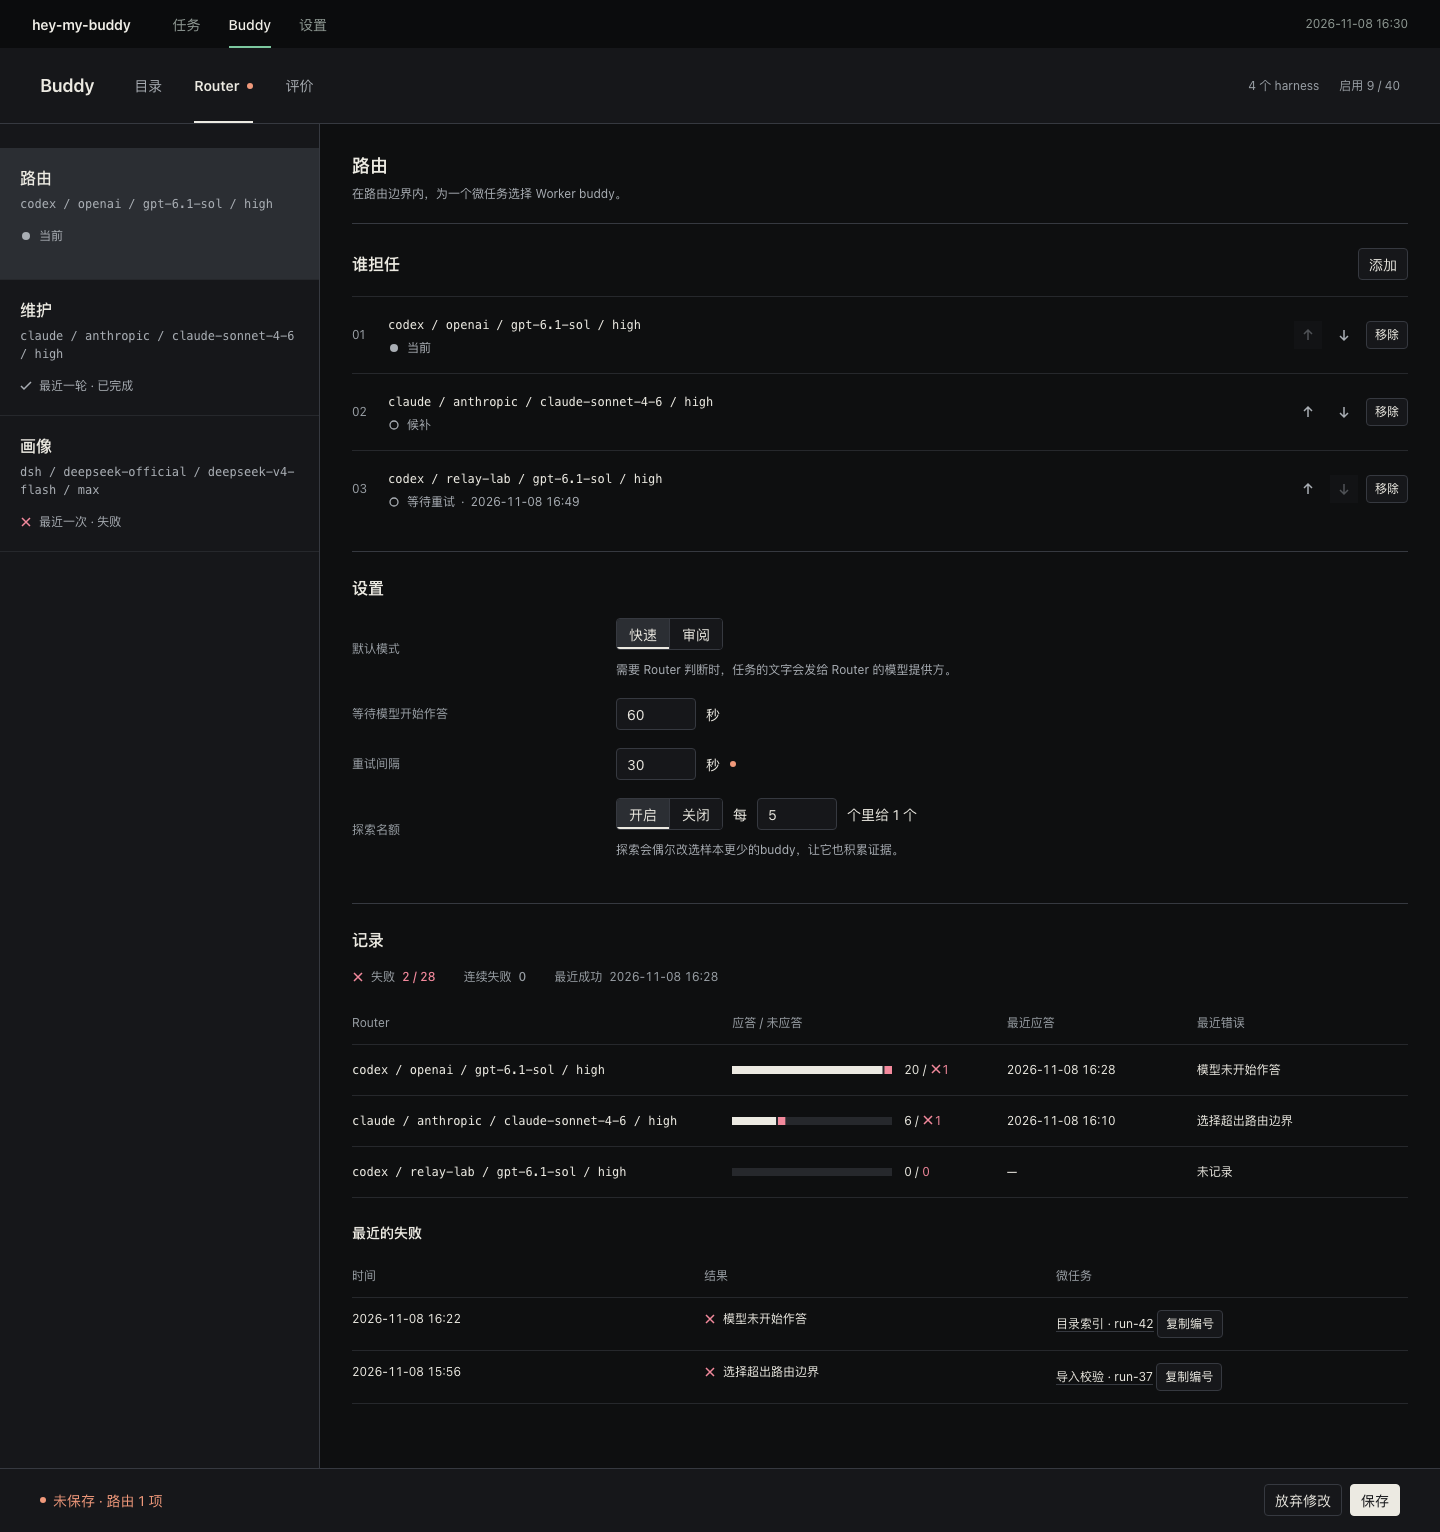 hey-my-buddy 任务 Buddy 设置 2026-11-08 16:30
Buddy 目录 Router 评价 4 个 harness 启用 9 / 40
路由
codex / openai / gpt-6.1-sol / high
当前
维护
claude / anthropic / claude-sonnet-4-6
/ high
最近一轮 · 已完成
画像
dsh / deepseek-official / deepseek-v4-
flash / max
最近一次 · 失败
路由
在路由边界内，为一个微任务选择 Worker buddy。
谁担任 添加
01 codex / openai / gpt-6.1-sol / high
当前
↑ ↓ 移除
02 claude / anthropic / claude-sonnet-4-6 / high
候补
↑ ↓ 移除
03 codex / relay-lab / gpt-6.1-sol / high
等待重试 · 2026-11-08 16:49
↑ ↓ 移除
设置
默认模式 快速 审阅
需要 Router 判断时，任务的文字会发给 Router 的模型提供方。
等待模型开始作答 60 秒
重试间隔 30 秒
探索名额 开启 关闭 每 5 个里给 1 个
探索会偶尔改选样本更少的buddy，让它也积累证据。
记录
失败 2 / 28 连续失败 0 最近成功 2026-11-08 16:28
Router 应答 / 未应答 最近应答 最近错误
codex / openai / gpt-6.1-sol / high 20 / ✕1 2026-11-08 16:28 模型未开始作答
claude / anthropic / claude-sonnet-4-6 / high 6 / ✕1 2026-11-08 16:10 选择超出路由边界
codex / relay-lab / gpt-6.1-sol / high 0 / 0 — 未记录
最近的失败
时间 结果 微任务
2026-11-08 16:22 ✕ 模型未开始作答 目录索引 · run-42 复制编号
2026-11-08 15:56 ✕ 选择超出路由边界 导入校验 · run-37 复制编号
未保存 · 路由 1 项 放弃修改 保存